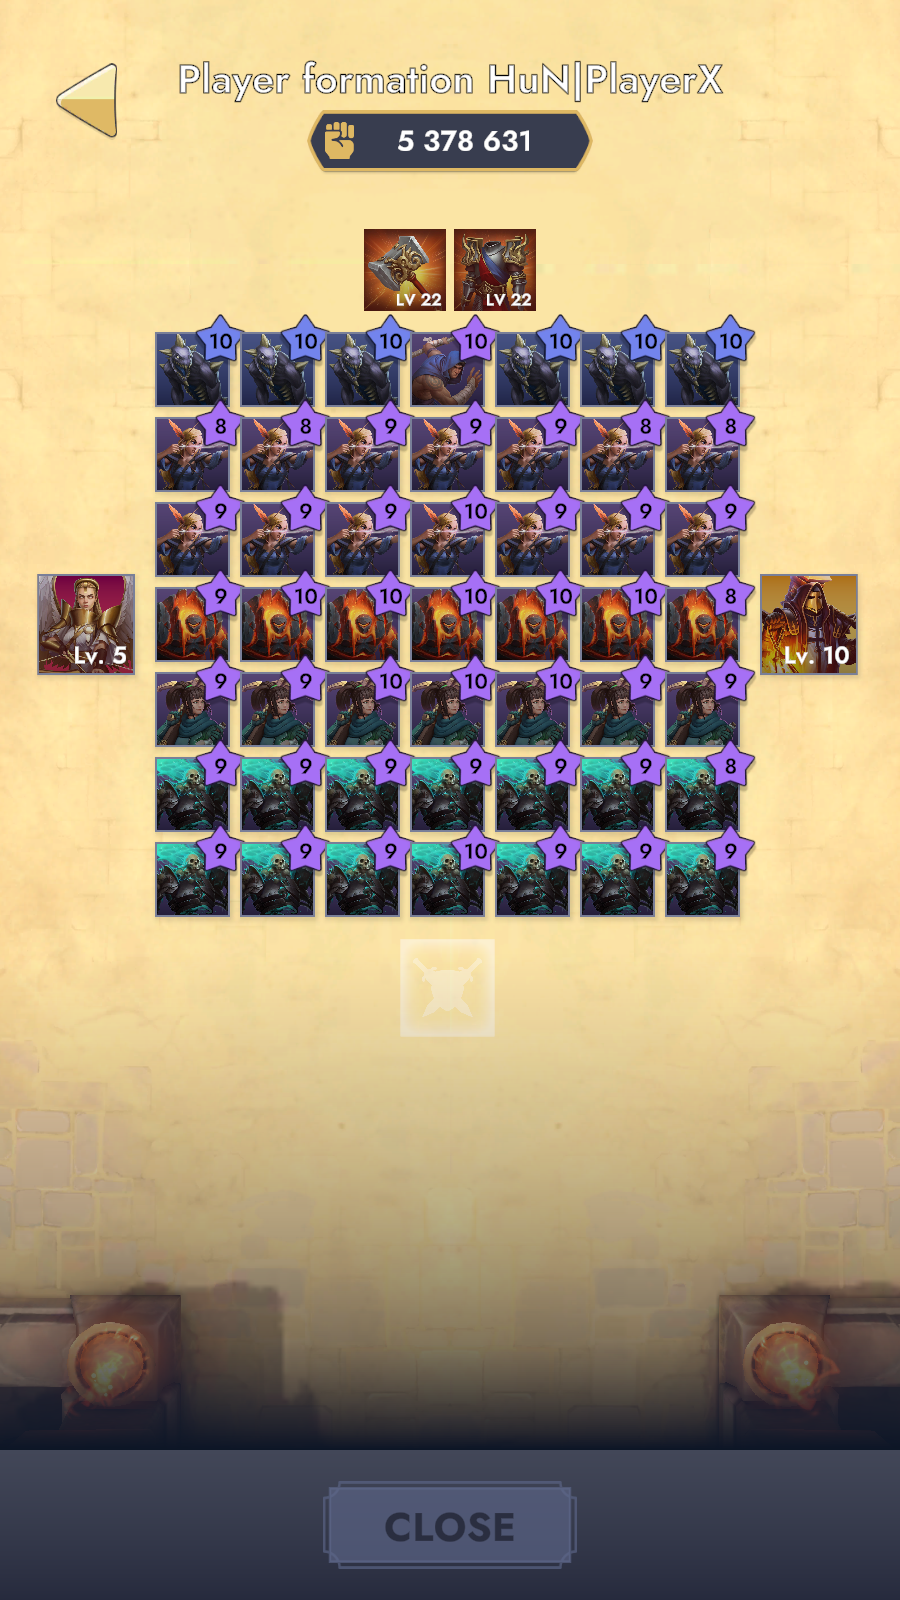 Player formation HuN|PlayerX
5 378 631
LV 22 LV 22
10 10 10 10 10 10 10
8 8 9 9 9 8 8
9 9 9 10 9 9 9
9 10 10 10 10 10 8
Lv. 5 Lv. 10
9 9 10 10 10 9 9
9 9 9 9 9 9 8
9 9 9 10 9 9 9
CLOSE